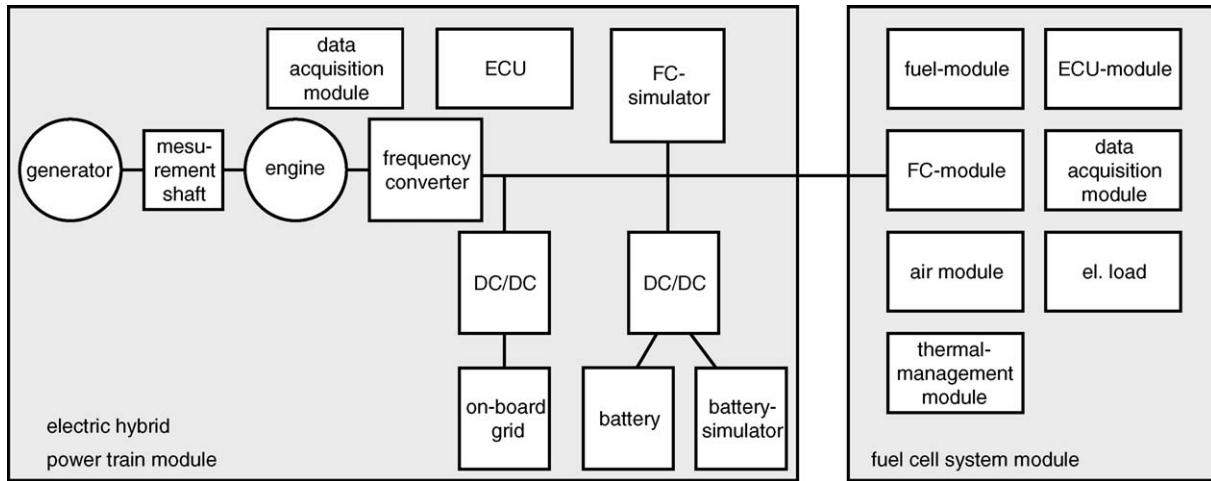 data
acquisition
module
ECU
FC-
simulator
generator
mesu-
rement
shaft
engine
frequency
converter
DC/DC
DC/DC
on-board
grid
battery
battery-
simulator
electric hybrid
power train module
fuel-module
ECU-module
FC-module
data
acquisition
module
air module
el. load
thermal-
management
module
fuel cell system module